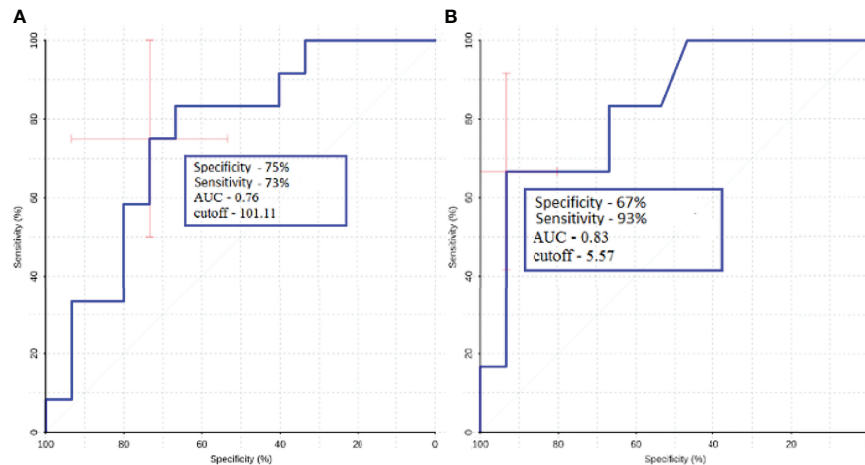 A
B
100
80
60
40
20
0
Sensitivity (%)
Specificity - 75%
Sensitivity - 73%
AUC - 0.76
cutoff - 101.11
100
80
60
40
20
0
Specificity (%)
100
80
60
40
20
0
Sensitivity (%)
Specificity - 67%
Sensitivity - 93%
AUC - 0.83
cutoff - 5.57
100
80
60
40
20
Specificity (%)